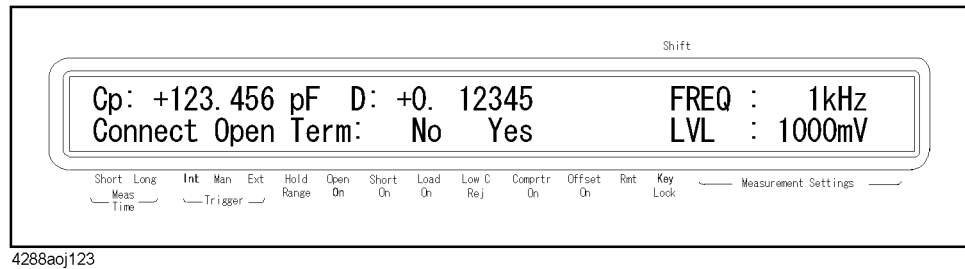 Shift
Cp: +123.456 pF D: +0. 12345 FREQ : 1kHz
Connect Open Term: No Yes LVL : 1000mV
Short Long Int Man Ext Hold Open Short Load Low C Comprtr Offset Rmt Key Measurement Settings
Meas Time Trigger Range On On On Rej On On Lock
4288aoj123